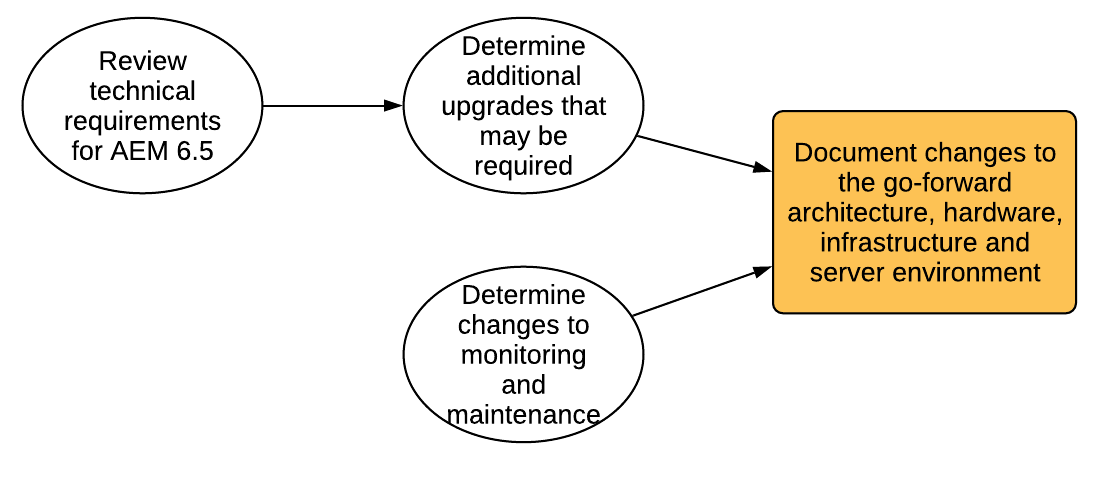 Review
technical
requirements
for AEM 6.5
Determine
additional
upgrades that
may be
required
Document changes to
the go-forward
architecture, hardware,
infrastructure and
server environment
Determine
changes to
monitoring
and
maintenance